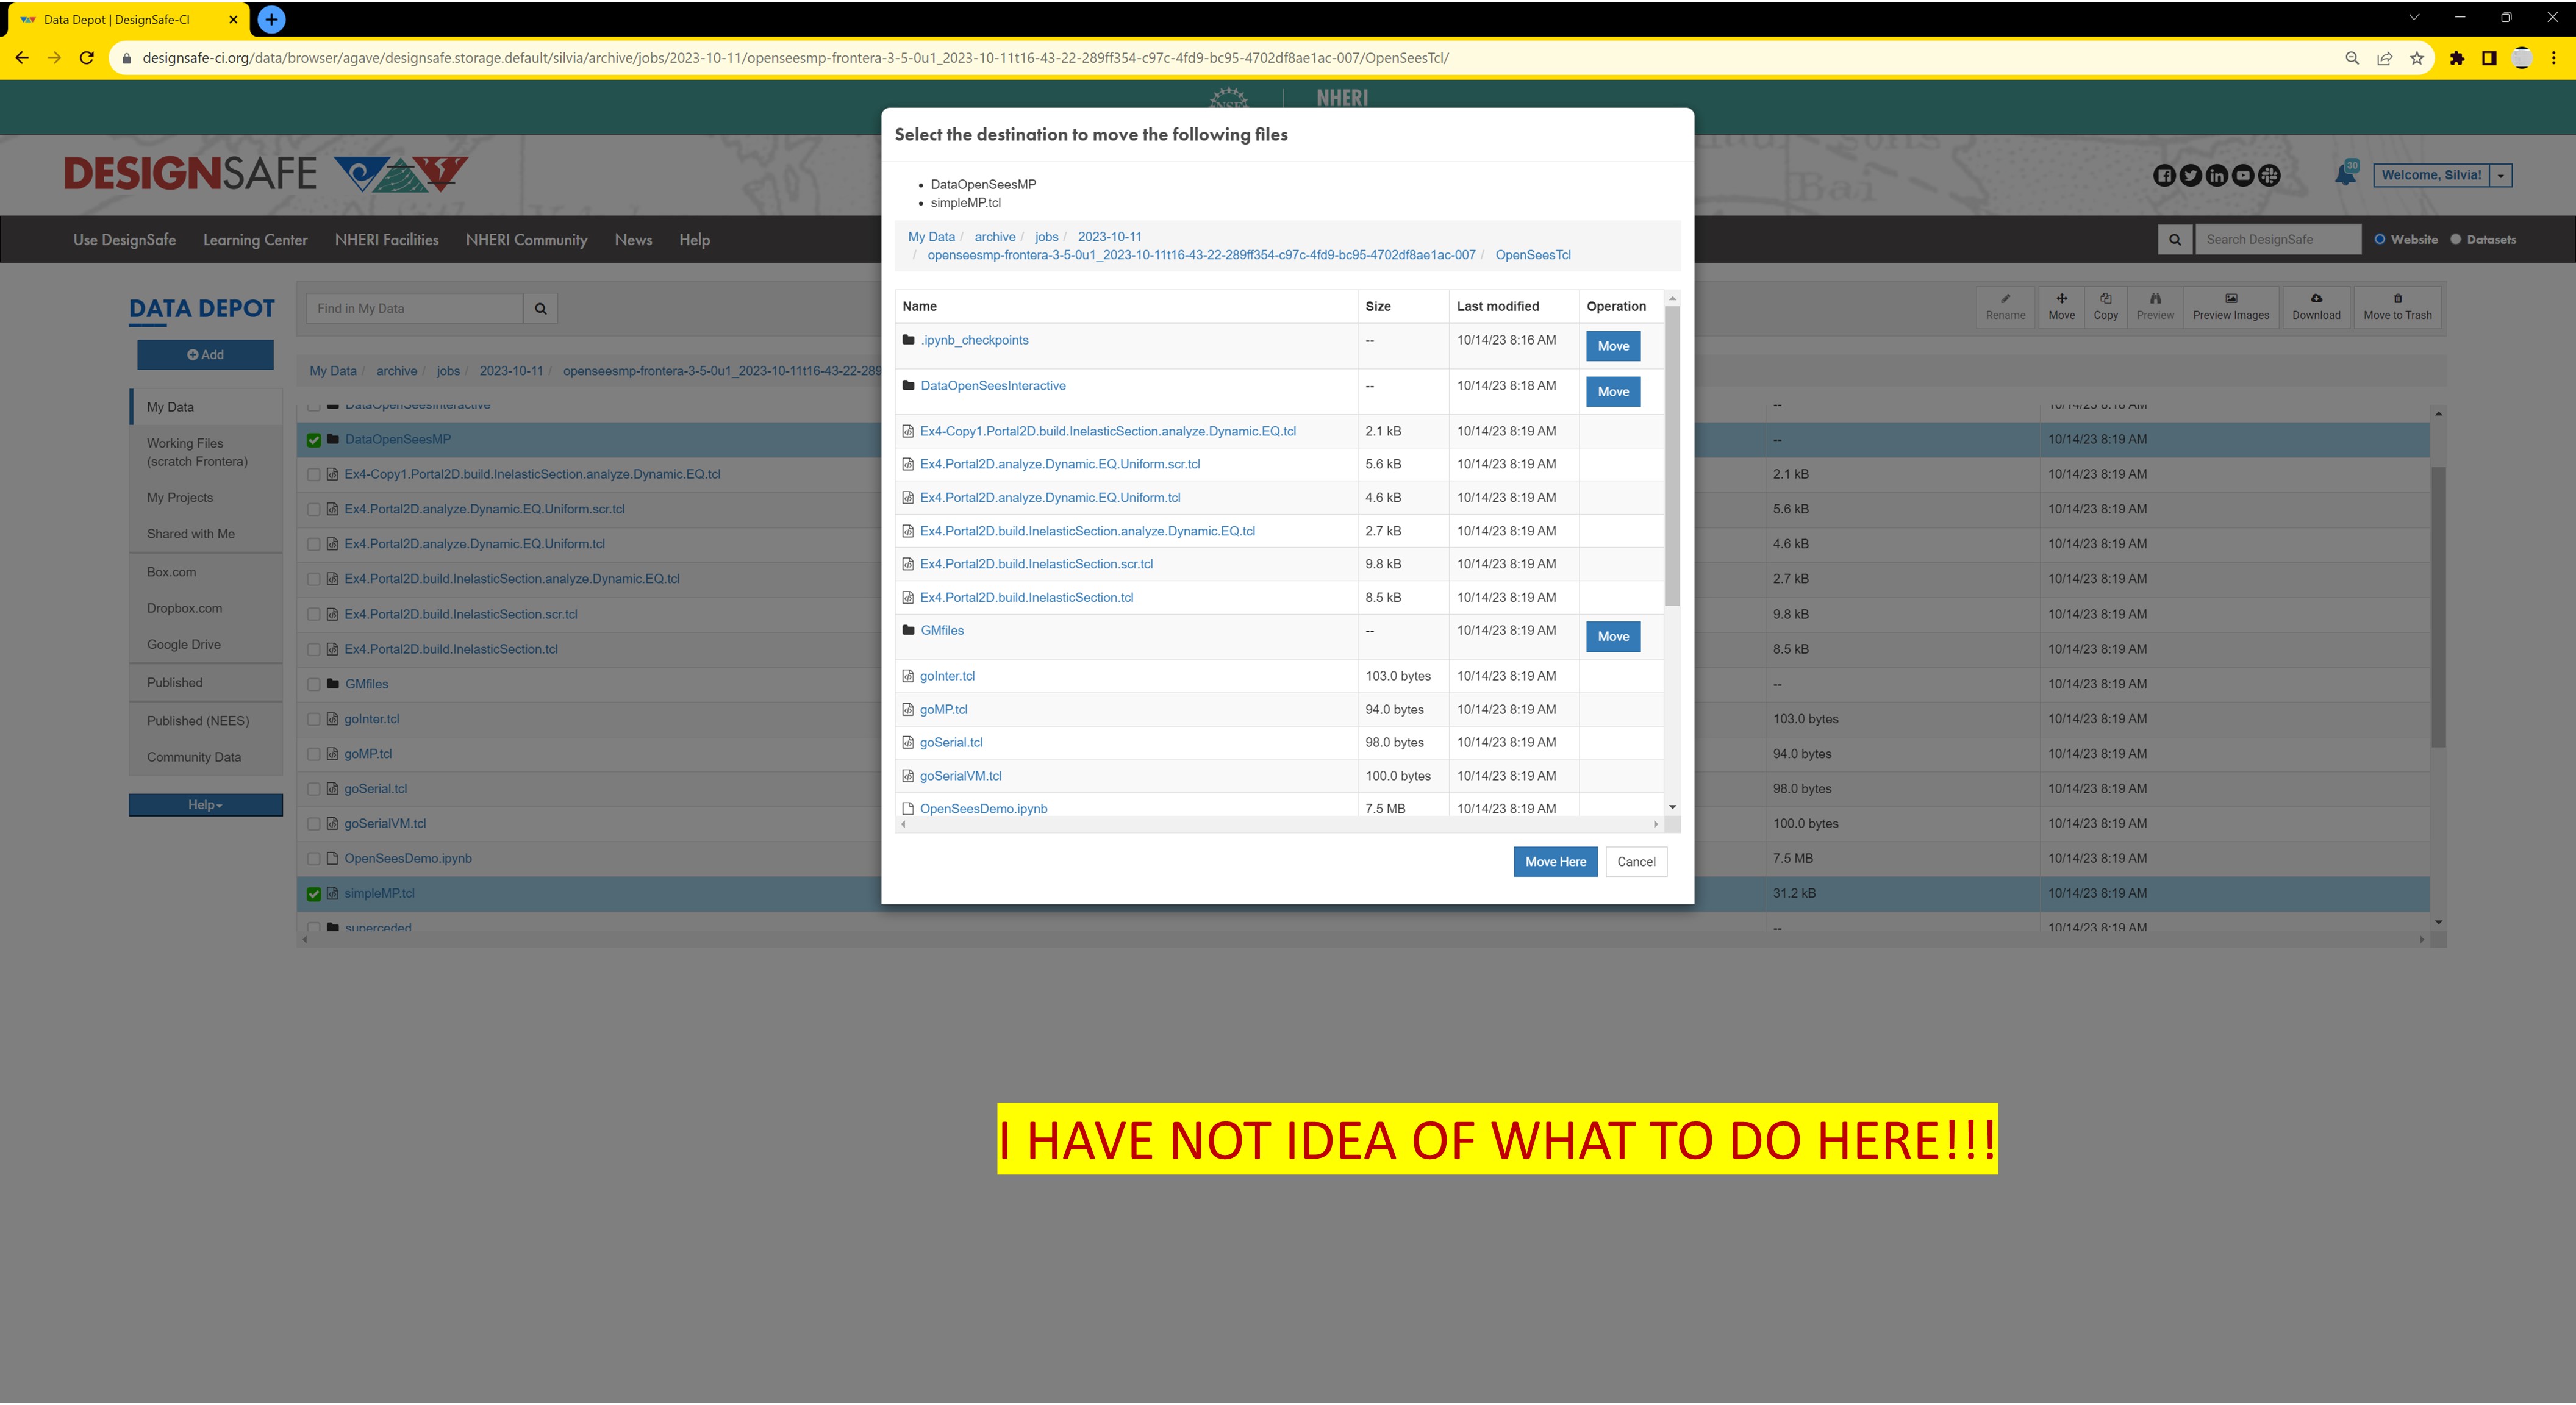 Data Depot | DesignSafe-CI
designsafe-ci.org/data/browser/agave/designsafe.storage.default/silvia/archive/jobs/2023-10-11/openseesmp-frontera-3-5-0u1_2023-10-11t16-43-22-289ff354-c97c-4fd9-bc95-4702df8ae1ac-007/OpenSeesTcl/
NSF NHERI
DESIGNSAFE
30 Welcome, Silvia!
Use DesignSafe Learning Center NHERI Facilities NHERI Community News Help
Search DesignSafe Website Datasets
DATA DEPOT
Add
My Data
Working Files
(scratch Frontera)
My Projects
Shared with Me
Box.com
Dropbox.com
Google Drive
Published
Published (NEES)
Community Data
Help
Find in My Data
Rename Move Copy Preview Preview Images Download Move to Trash
My Data / archive / jobs / 2023-10-11 / openseesmp-frontera-3-5-0u1_2023-10-11t16-43-22-289
DataOpenSeesInteractive -- 10/14/23 8:18 AM
DataOpenSeesMP -- 10/14/23 8:19 AM
Ex4-Copy1.Portal2D.build.InelasticSection.analyze.Dynamic.EQ.tcl 2.1 kB 10/14/23 8:19 AM
Ex4.Portal2D.analyze.Dynamic.EQ.Uniform.scr.tcl 5.6 kB 10/14/23 8:19 AM
Ex4.Portal2D.analyze.Dynamic.EQ.Uniform.tcl 4.6 kB 10/14/23 8:19 AM
Ex4.Portal2D.build.InelasticSection.analyze.Dynamic.EQ.tcl 2.7 kB 10/14/23 8:19 AM
Ex4.Portal2D.build.InelasticSection.scr.tcl 9.8 kB 10/14/23 8:19 AM
Ex4.Portal2D.build.InelasticSection.tcl 8.5 kB 10/14/23 8:19 AM
GMfiles -- 10/14/23 8:19 AM
goInter.tcl 103.0 bytes 10/14/23 8:19 AM
goMP.tcl 94.0 bytes 10/14/23 8:19 AM
goSerial.tcl 98.0 bytes 10/14/23 8:19 AM
goSerialVM.tcl 100.0 bytes 10/14/23 8:19 AM
OpenSeesDemo.ipynb 7.5 MB 10/14/23 8:19 AM
simpleMP.tcl 31.2 kB 10/14/23 8:19 AM
superceded -- 10/14/23 8:19 AM
Select the destination to move the following files
• DataOpenSeesMP
• simpleMP.tcl
My Data / archive / jobs / 2023-10-11
/ openseesmp-frontera-3-5-0u1_2023-10-11t16-43-22-289ff354-c97c-4fd9-bc95-4702df8ae1ac-007 / OpenSeesTcl
Name Size Last modified Operation
.ipynb_checkpoints -- 10/14/23 8:16 AM Move
DataOpenSeesInteractive -- 10/14/23 8:18 AM Move
Ex4-Copy1.Portal2D.build.InelasticSection.analyze.Dynamic.EQ.tcl 2.1 kB 10/14/23 8:19 AM
Ex4.Portal2D.analyze.Dynamic.EQ.Uniform.scr.tcl 5.6 kB 10/14/23 8:19 AM
Ex4.Portal2D.analyze.Dynamic.EQ.Uniform.tcl 4.6 kB 10/14/23 8:19 AM
Ex4.Portal2D.build.InelasticSection.analyze.Dynamic.EQ.tcl 2.7 kB 10/14/23 8:19 AM
Ex4.Portal2D.build.InelasticSection.scr.tcl 9.8 kB 10/14/23 8:19 AM
Ex4.Portal2D.build.InelasticSection.tcl 8.5 kB 10/14/23 8:19 AM
GMfiles -- 10/14/23 8:19 AM Move
goInter.tcl 103.0 bytes 10/14/23 8:19 AM
goMP.tcl 94.0 bytes 10/14/23 8:19 AM
goSerial.tcl 98.0 bytes 10/14/23 8:19 AM
goSerialVM.tcl 100.0 bytes 10/14/23 8:19 AM
OpenSeesDemo.ipynb 7.5 MB 10/14/23 8:19 AM
Move Here Cancel
I HAVE NOT IDEA OF WHAT TO DO HERE!!!